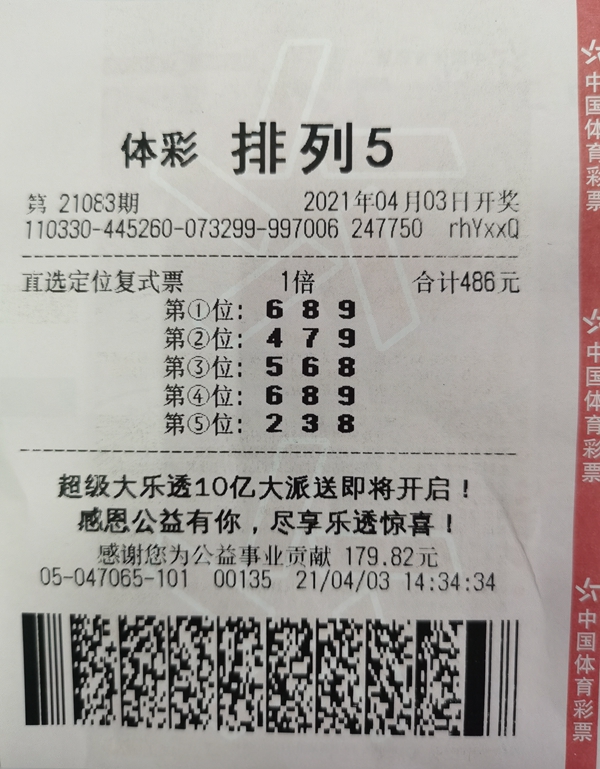 体彩 排列5
第 21083期 2021年04月03日开奖
110330-445260-073299-997006 247750 rhYxxQ
直选定位复式票 1倍 合计486元
第①位: 6 8 9
第②位: 4 7 9
第③位: 5 6 8
第④位: 6 8 9
第⑤位: 2 3 8
超级大乐透10亿大派送即将开启!
感恩公益有你,尽享乐透惊喜!
感谢您为公益事业贡献 179.82元
05-047065-101 00135 21/04/03 14:34:34
中国体育彩票
中国体育彩票
中国体育彩票